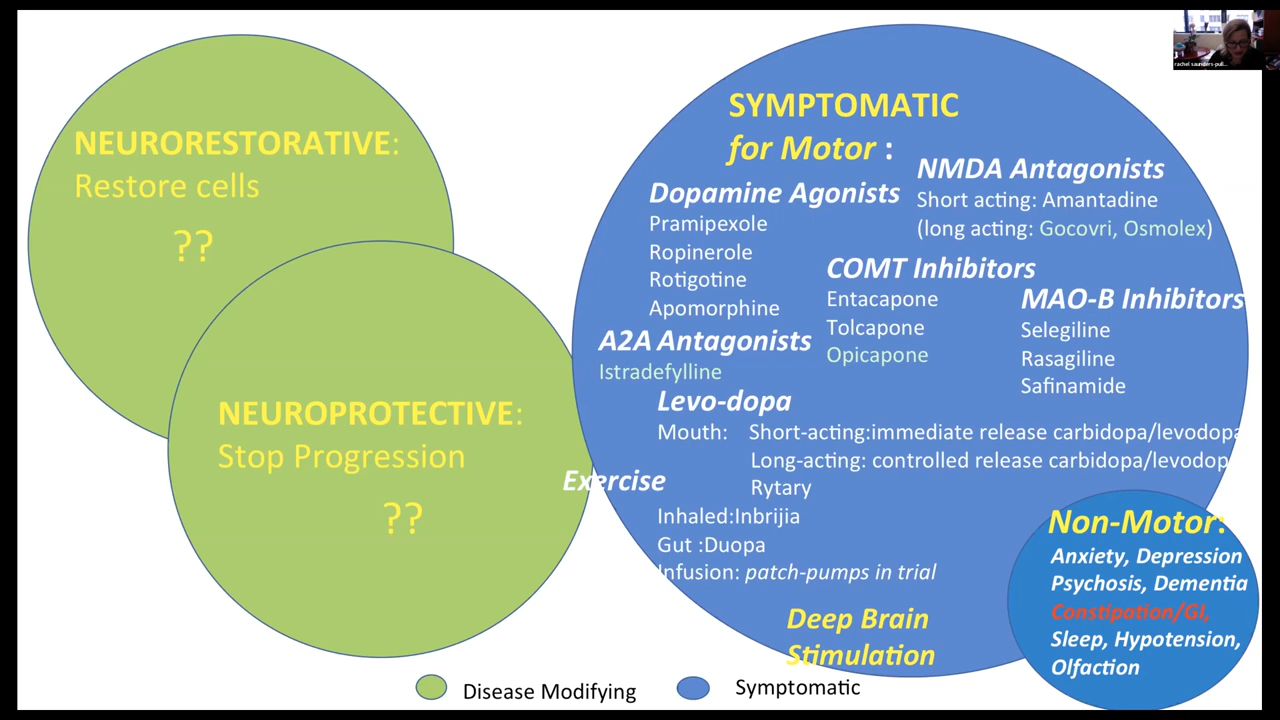 NEURORESTORATIVE:
Restore cells
??
NEUROPROTECTIVE:
Stop Progression
??
SYMPTOMATIC
for Motor :
Dopamine Agonists
Pramipexole
Ropinerole
Rotigotine
Apomorphine
NMDA Antagonists
Short acting: Amantadine
(long acting: Gocovri, Osmolex)
COMT Inhibitors
Entacapone
Tolcapone
Opicapone
MAO-B Inhibitors
Selegiline
Rasagiline
Safinamide
A2A Antagonists
Istradefylline
Levo-dopa
Mouth: Short-acting:immediate release carbidopa/levodopa
Long-acting: controlled release carbidopa/levodop
Rytary
Exercise
Inhaled:Inbrijia
Gut :Duopa
Infusion: patch-pumps in trial
Deep Brain
Stimulation
Non-Motor:
Anxiety, Depression
Psychosis, Dementia
Constipation/GI,
Sleep, Hypotension,
Olfaction
Disease Modifying
Symptomatic
rachel saunders-pull...